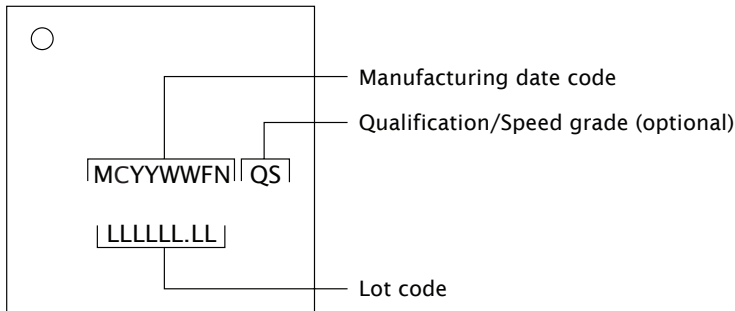 Manufacturing date code
Qualification/Speed grade (optional)
MCYYWWFN QS
LLLLLL.LL
Lot code